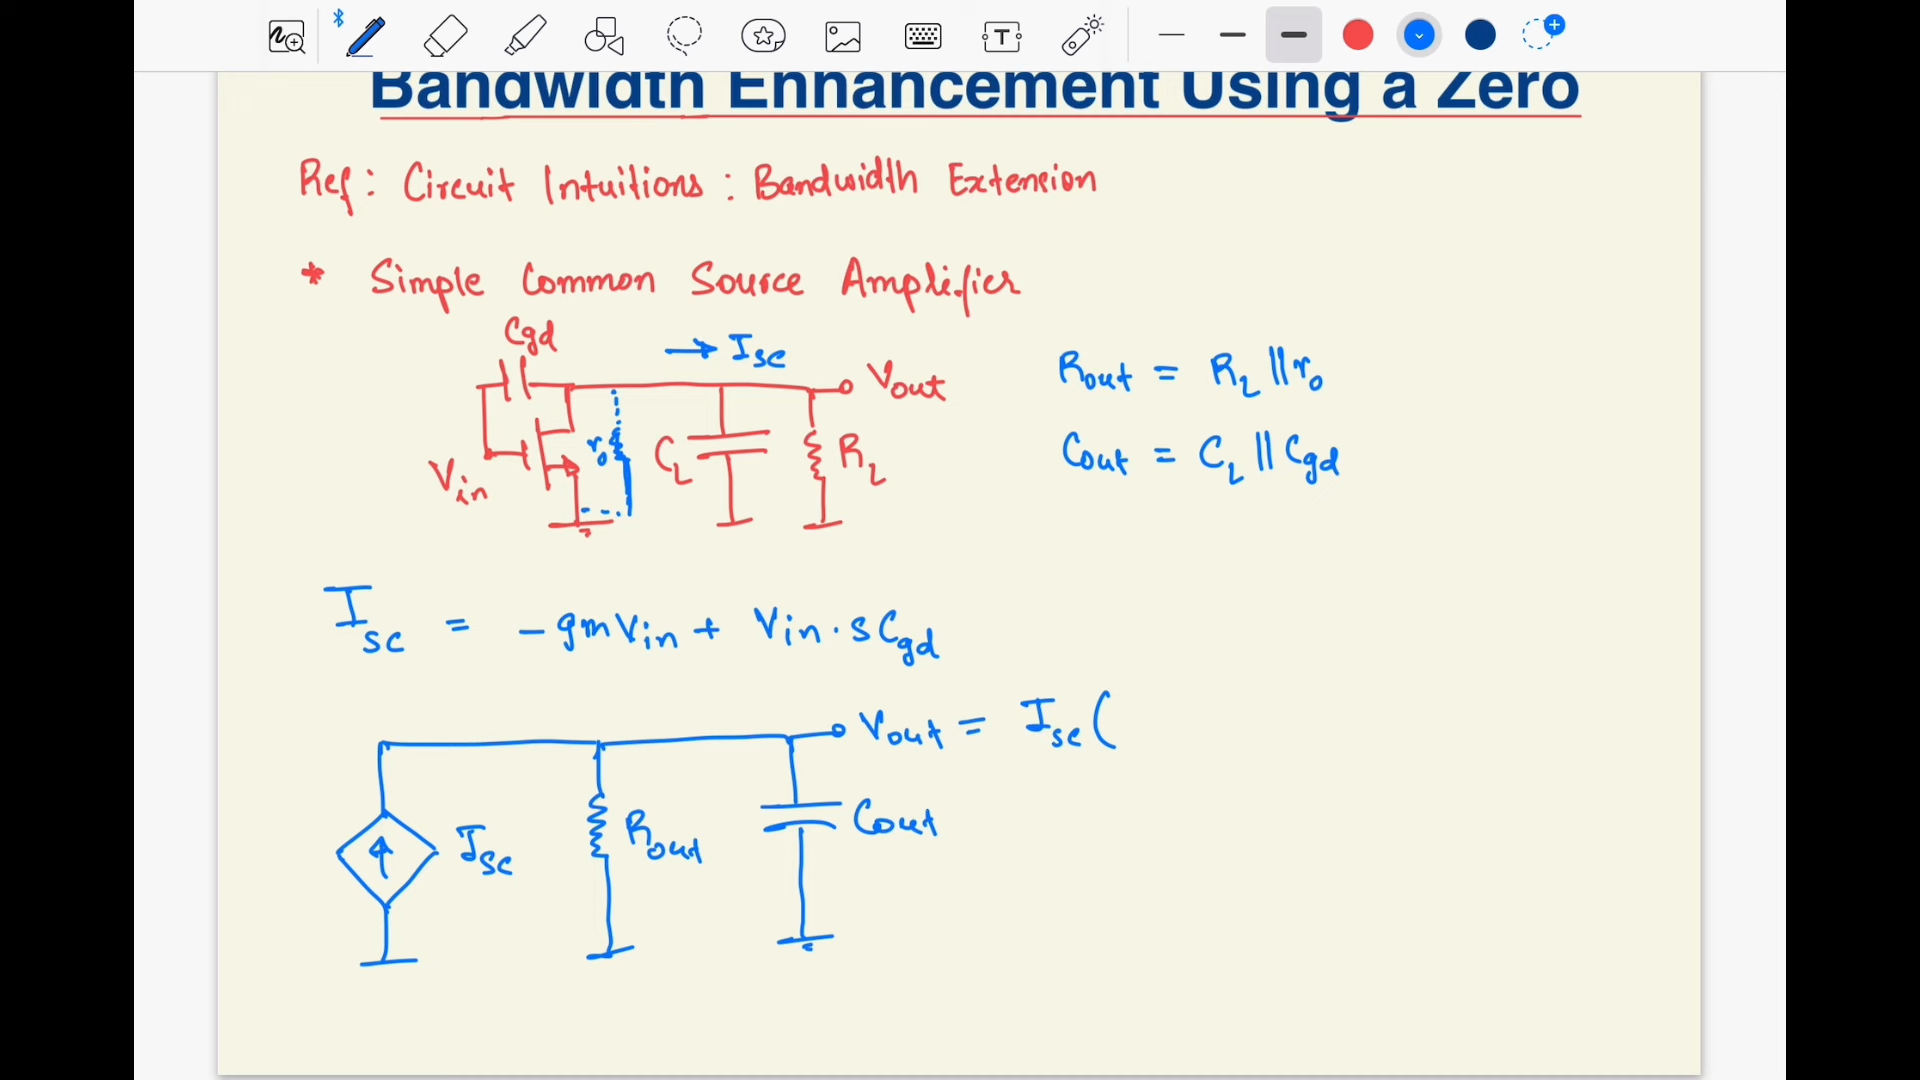 Bandwidth Enhancement Using a Zero
Ref: Circuit Intuitions: Bandwidth Extension
* Simple Common Source Amplifier
Cgd
→ Isc
Vout
Rout = RL || ro
Vin
ro
CL
RL
Cout = CL || Cgd
Isc = - gmVin + Vin . sCgd
Vout = Isc (
Isc
Rout
Cout